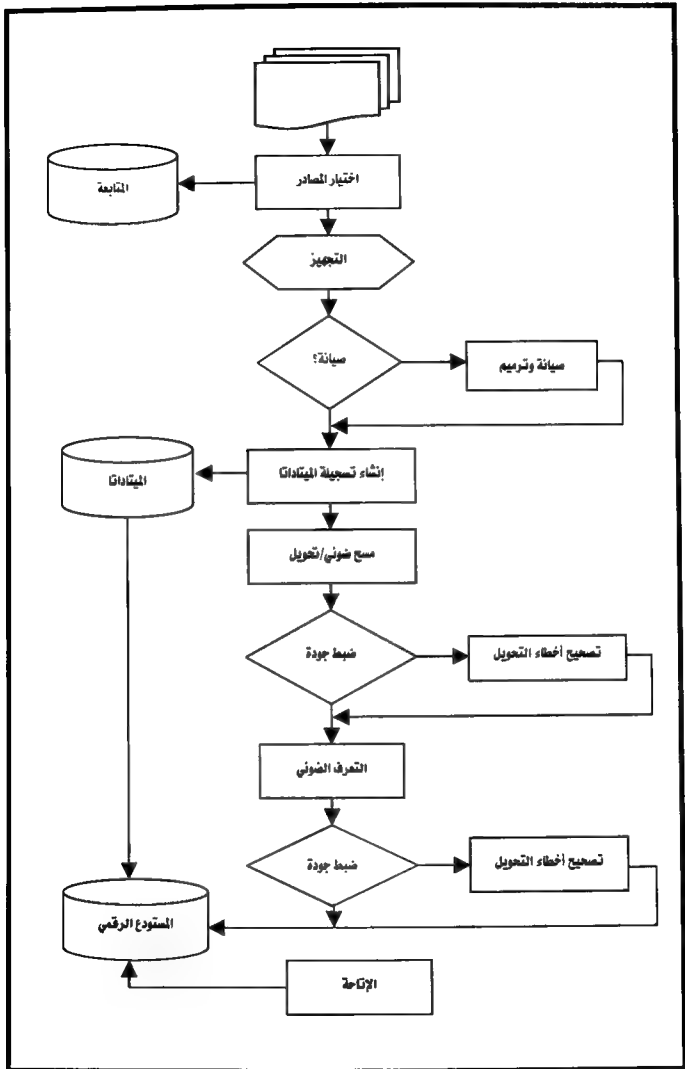 اختيار المصادر
المتابعة
التجهيز
صيانة؟
صيانة وترميم
إنشاء تسجيلة الميتاداتا
الميتاداتا
مسح ضوئي/تحويل
ضبط جودة
تصحيح أخطاء التحويل
التعرف الضوئي
ضبط جودة
تصحيح أخطاء التحويل
المستودع الرقمي
الإتاحة